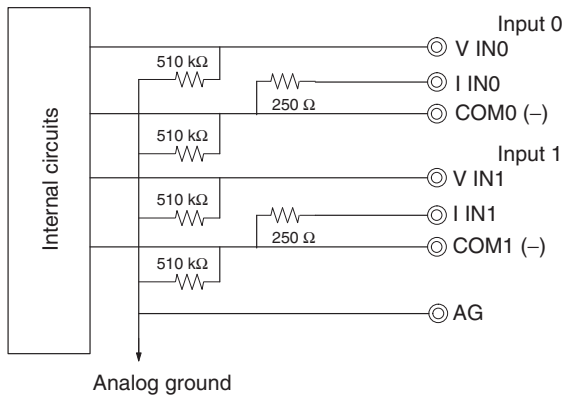 Input 0
V IN0
510 kΩ
I IN0
250 Ω
COM0 (−)
510 kΩ
Input 1
V IN1
510 kΩ
I IN1
250 Ω
COM1 (−)
510 kΩ
AG
Internal circuits
Analog ground